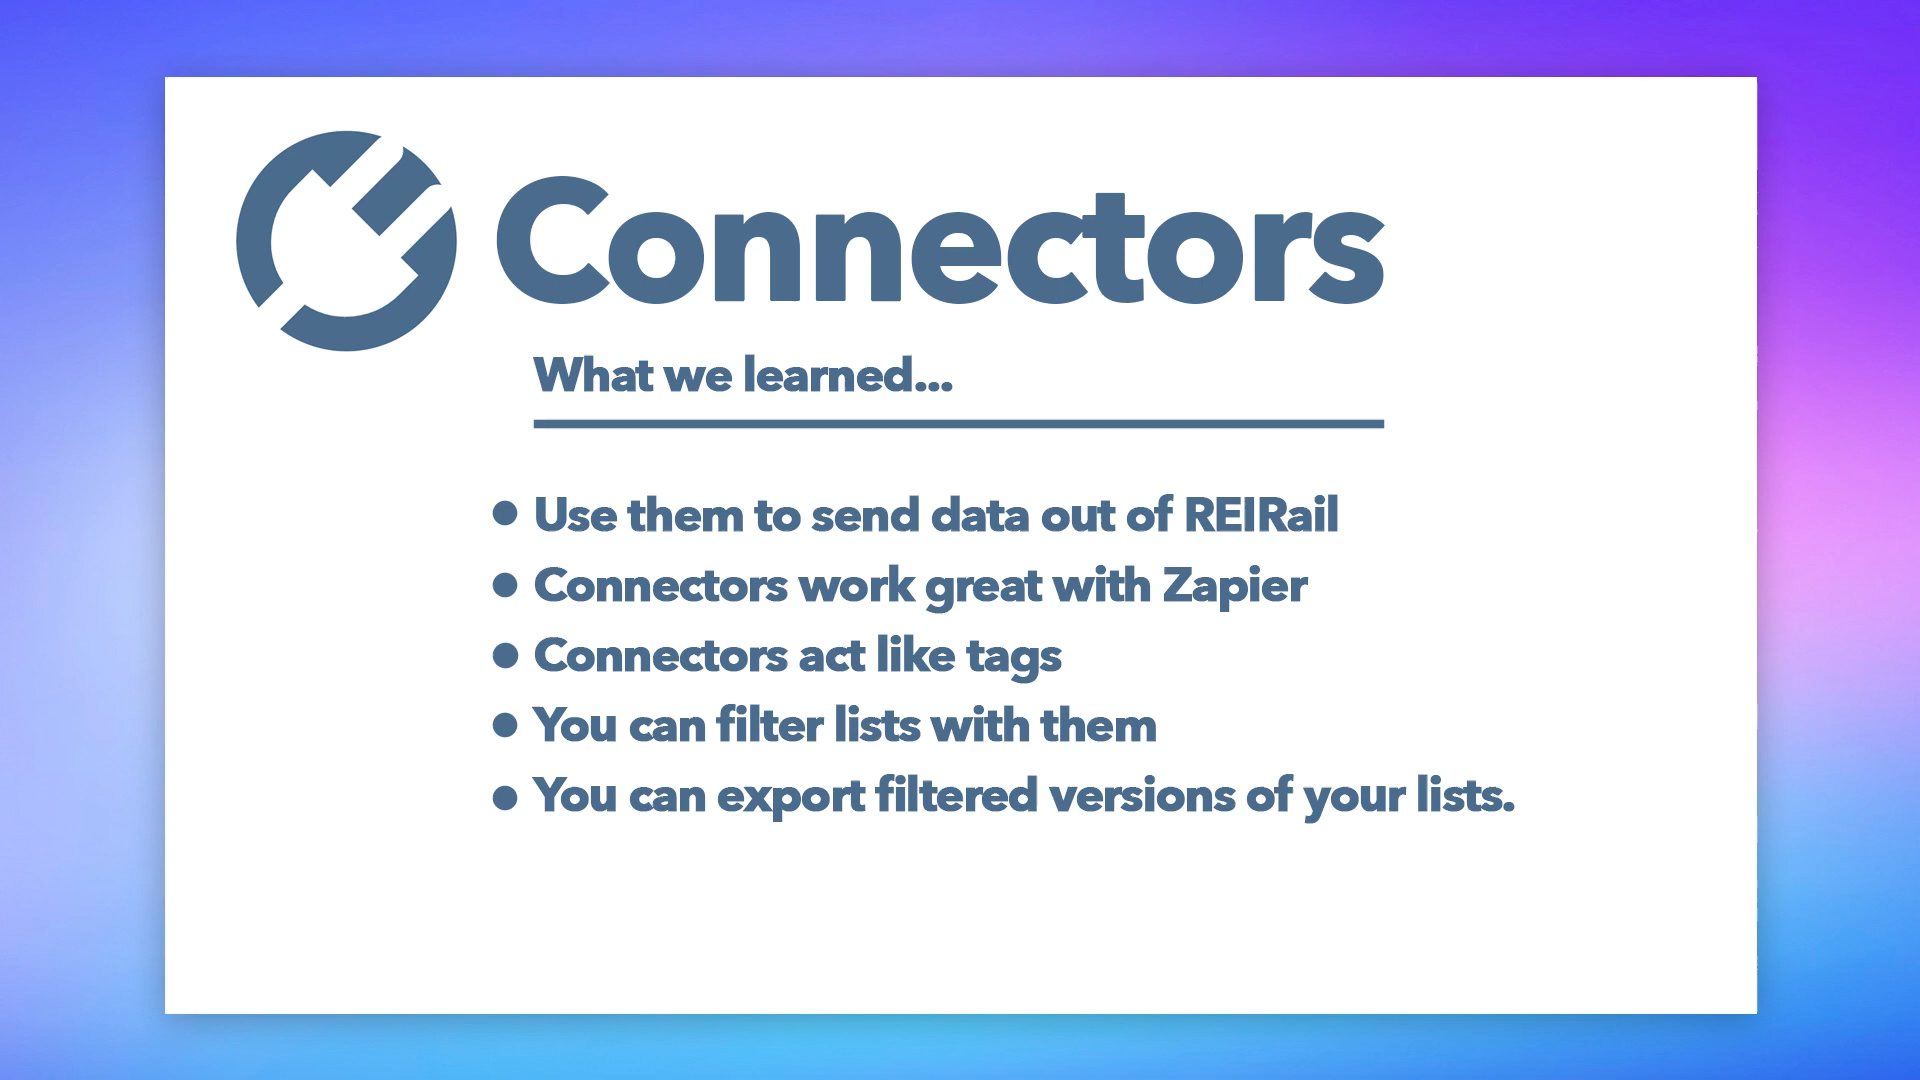 Connectors
What we learned...
• Use them to send data out of REIRail
• Connectors work great with Zapier
• Connectors act like tags
• You can filter lists with them
• You can export filtered versions of your lists.